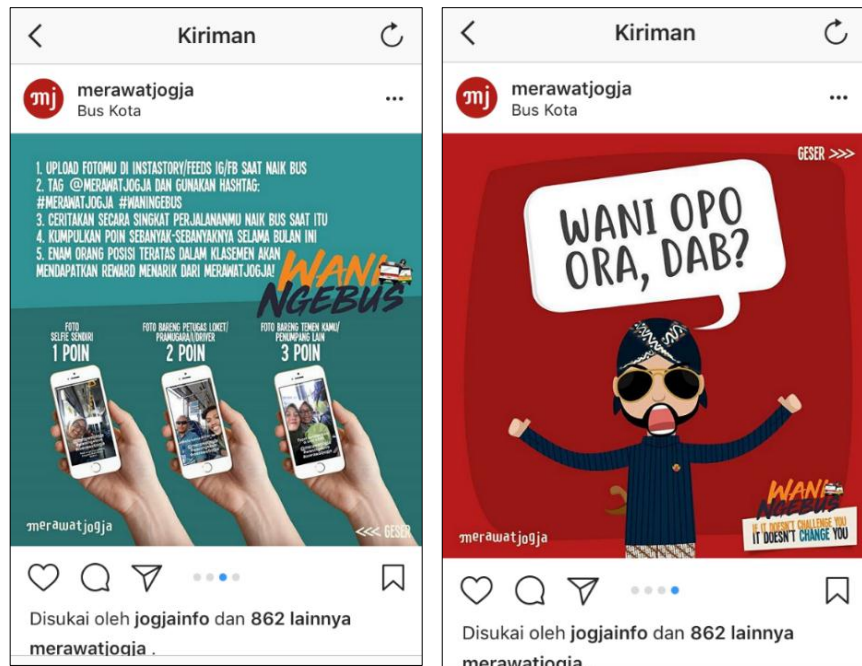 Kiriman
mj
merawatjogja
Bus Kota
1. UPLOAD FOTOMU DI INSTASTORY/FEEDS IG/FB SAAT NAIK BUS
2. TAG @MERAWATJOGJA DAN GUNAKAN HASHTAG:
#MERAWATJOGJA #WANINGEBUS
3. CERITAKAN SECARA SINGKAT PERJALANANMU NAIK BUS SAAT ITU
4. KUMPULKAN POIN SEBANYAK-SEBANYAKNYA SELAMA BULAN INI
5. ENAM ORANG POSISI TERATAS DALAM KLASEMEN AKAN
MENDAPATKAN REWARD MENARIK DARI MERAWATJOGJA!
WANI
NGEBUS
FOTO
SELFIE SENDIRI
1 POIN
FOTO BARENG PETUGAS LOKET/
PRAMUGARA/I/DRIVER
2 POIN
FOTO BARENG TEMEN KAMU/
PENUMPANG LAIN
3 POIN
merawatjogja
<<< GESER
Disukai oleh jogjainfo dan 862 lainnya
merawatjogja .
Kiriman
mj
merawatjogja
Bus Kota
GESER >>>
WANI OPO
ORA, DAB?
WANI
NGEBUS
IF IT DOESN'T CHALLENGE YOU
IT DOESN'T CHANGE YOU
merawatjogja
Disukai oleh jogjainfo dan 862 lainnya
merawatjogja